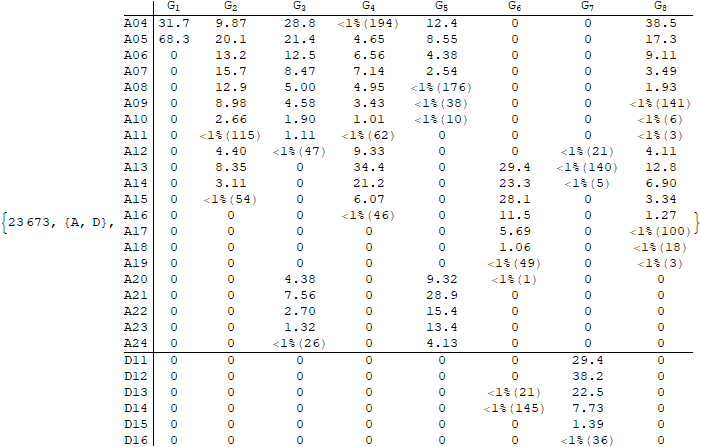 G1 G2 G3 G4 G5 G6 G7 G8
A04 31.7 9.87 28.8 <1%(194) 12.4 0 0 38.5
A05 68.3 20.1 21.4 4.65 8.55 0 0 17.3
A06 0 13.2 12.5 6.56 4.38 0 0 9.11
A07 0 15.7 8.47 7.14 2.54 0 0 3.49
A08 0 12.9 5.00 4.95 <1%(176) 0 0 1.93
A09 0 8.98 4.58 3.43 <1%(38) 0 0 <1%(141)
A10 0 2.66 1.90 1.01 <1%(10) 0 0 <1%(6)
A11 0 <1%(115) 1.11 <1%(62) 0 0 0 <1%(3)
A12 0 4.40 <1%(47) 9.33 0 0 <1%(21) 4.11
A13 0 8.35 0 34.4 0 29.4 <1%(140) 12.8
A14 0 3.11 0 21.2 0 23.3 <1%(5) 6.90
A15 0 <1%(54) 0 6.07 0 28.1 0 3.34
A16 0 0 0 <1%(46) 0 11.5 0 1.27
{23673, {A, D}, A17 0 0 0 0 0 5.69 0 <1%(100) }
A18 0 0 0 0 0 1.06 0 <1%(18)
A19 0 0 0 0 0 <1%(49) 0 <1%(3)
A20 0 0 4.38 0 9.32 <1%(1) 0 0
A21 0 0 7.56 0 28.9 0 0 0
A22 0 0 2.70 0 15.4 0 0 0
A23 0 0 1.32 0 13.4 0 0 0
A24 0 0 <1%(26) 0 4.13 0 0 0
D11 0 0 0 0 0 0 29.4 0
D12 0 0 0 0 0 0 38.2 0
D13 0 0 0 0 0 <1%(21) 22.5 0
D14 0 0 0 0 0 <1%(145) 7.73 0
D15 0 0 0 0 0 0 1.39 0
D16 0 0 0 0 0 0 <1%(36) 0